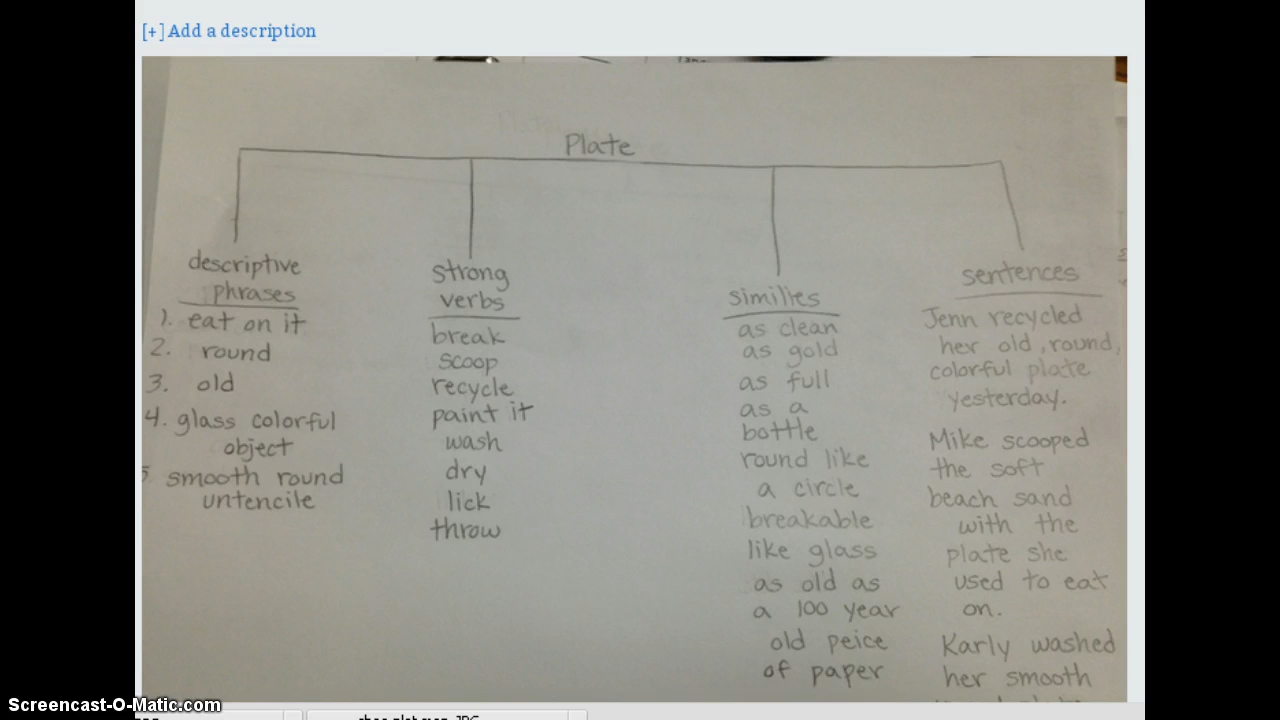 [+] Add a description
Plate
descriptive
phrases
1. eat on it
2. round
3. old
4. glass colorful
object
5. smooth round
untencile
strong
verbs
break
scoop
recycle
paint it
wash
dry
lick
throw
similies
as clean
as gold
as full
as a
bottle
round like
a circle
breakable
like glass
as old as
a 100 year
old peice
of paper
sentences
Jenn recycled
her old, round,
colorful plate
yesterday.
Mike scooped
the soft
beach sand
with the
plate she
used to eat
on.
Karly washed
her smooth
Screencast-O-Matic.com